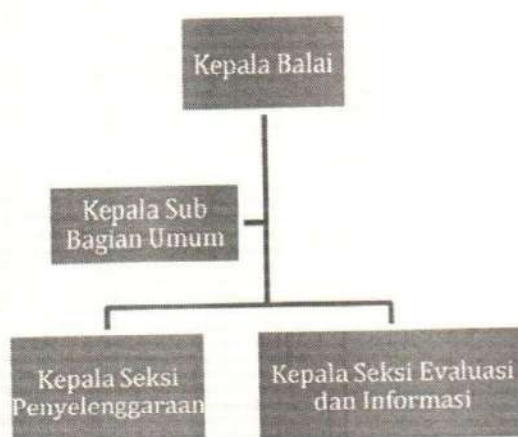 Kepala Balai
Kepala Sub
Bagian Umum
Kepala Seksi
Penyelenggaraan
Kepala Seksi Evaluasi
dan Informasi